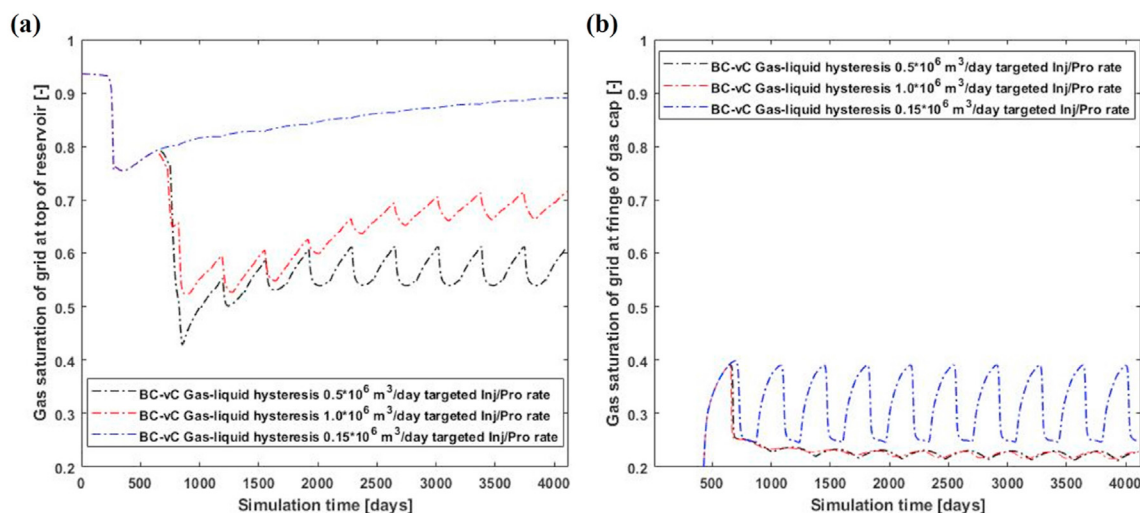 (a)
Gas saturation of grid at top of reservoir [-]
1
0.9
0.8
0.7
0.6
0.5
0.4
0.3
0.2
BC-vC Gas-liquid hysteresis 0.5*10^6 m^3/day targeted Inj/Pro rate
BC-vC Gas-liquid hysteresis 1.0*10^6 m^3/day targeted Inj/Pro rate
BC-vC Gas-liquid hysteresis 0.15*10^6 m^3/day targeted Inj/Pro rate
0 500 1000 1500 2000 2500 3000 3500 4000
Simulation time [days]
(b)
Gas saturation of grid at fringe of gas cap [-]
1
0.9
0.8
0.7
0.6
0.5
0.4
0.3
0.2
BC-vC Gas-liquid hysteresis 0.5*10^6 m^3/day targeted Inj/Pro rate
BC-vC Gas-liquid hysteresis 1.0*10^6 m^3/day targeted Inj/Pro rate
BC-vC Gas-liquid hysteresis 0.15*10^6 m^3/day targeted Inj/Pro rate
500 1000 1500 2000 2500 3000 3500 4000
Simulation time [days]